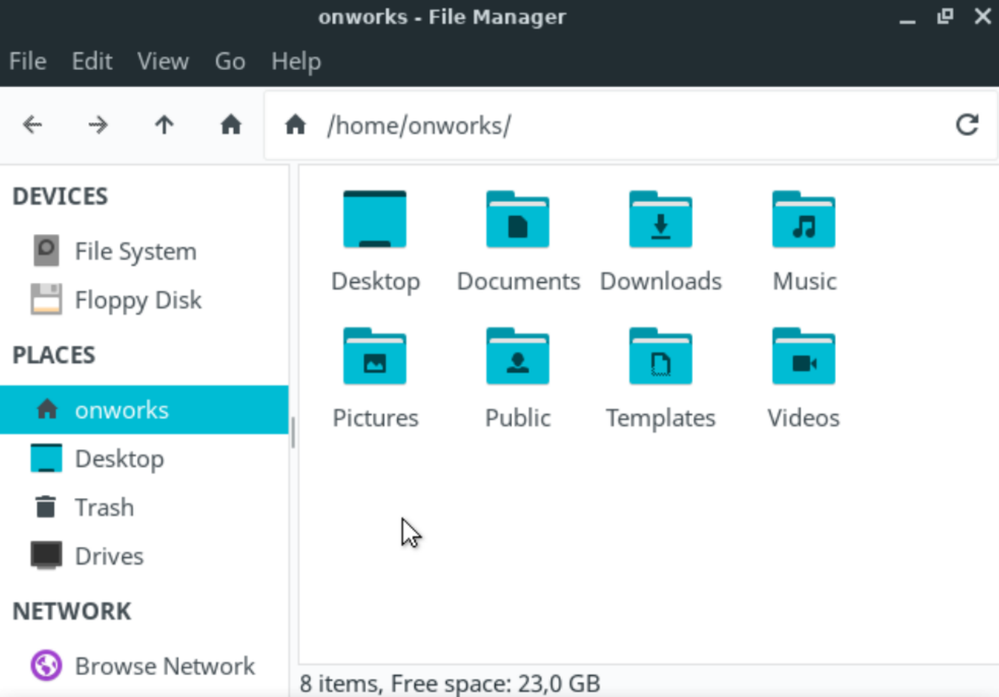 onworks - File Manager
File Edit View Go Help
/home/onworks/
DEVICES
File System
Floppy Disk
PLACES
onworks
Desktop
Trash
Drives
NETWORK
Browse Network
Desktop Documents Downloads Music
Pictures Public Templates Videos
8 items, Free space: 23,0 GB